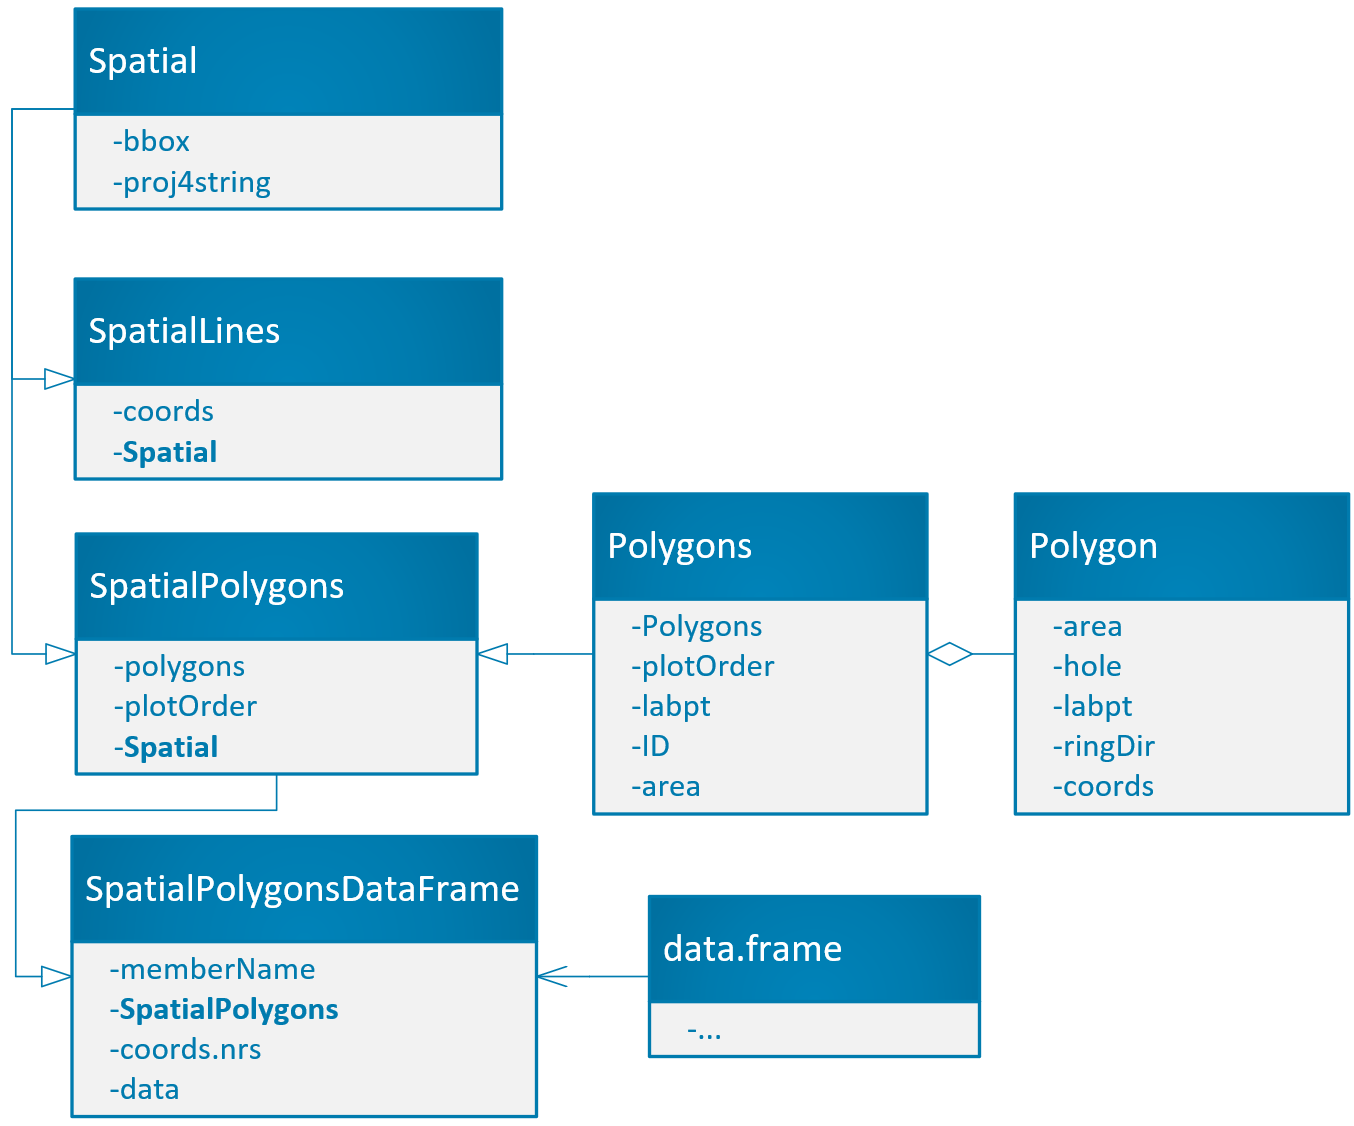 Spatial
-bbox
-proj4string
SpatialLines
-coords
-Spatial
SpatialPolygons
-polygons
-plotOrder
-Spatial
Polygons
-Polygons
-plotOrder
-labpt
-ID
-area
Polygon
-area
-hole
-labpt
-ringDir
-coords
SpatialPolygonsDataFrame
-memberName
-SpatialPolygons
-coords.nrs
-data
data.frame
-...